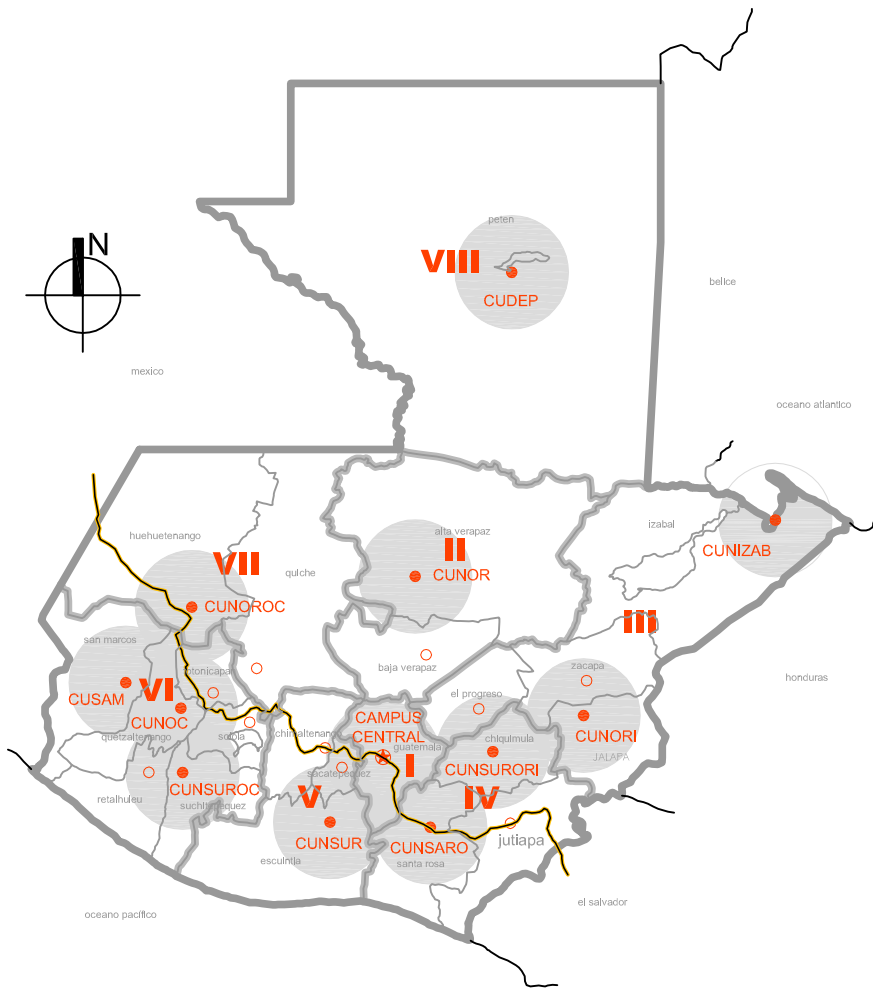 N
peten
VIII
CUDEP
belice
mexico
oceano atlantico
huehuetenango
alta verapaz
izabal
II
CUNOR
CUNIZAB
VII
quiche
CUNOROC
III
san marcos
totonicapan
baja verapaz
zacapa
honduras
CUSAM
VI
CUNOC
el progreso
CAMPUS
CENTRAL
CUNORI
quetzaltenango
solola
chimaltenango
guatemala
chiquimula
JALAPA
I
CUNSURORI
sacatepequez
CUNSUROC
retalhuleu
suchitepequez
V
IV
CUNSUR
CUNSARO
jutiapa
escuintla
santa rosa
oceano pacifico
el salvador